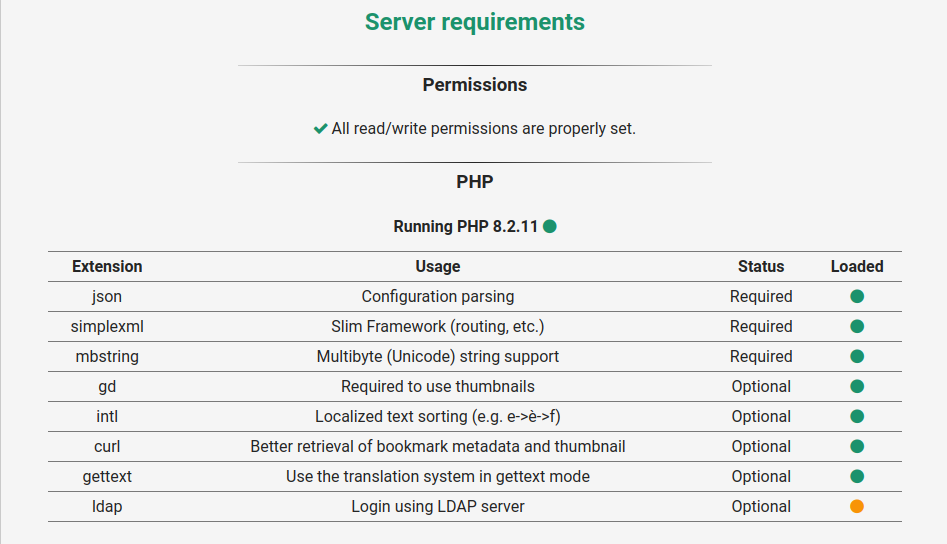 Server requirements
Permissions
All read/write permissions are properly set.
PHP
Running PHP 8.2.11
Extension Usage Status Loaded
json Configuration parsing Required
simplexml Slim Framework (routing, etc.) Required
mbstring Multibyte (Unicode) string support Required
gd Required to use thumbnails Optional
intl Localized text sorting (e.g. e->è->f) Optional
curl Better retrieval of bookmark metadata and thumbnail Optional
gettext Use the translation system in gettext mode Optional
ldap Login using LDAP server Optional